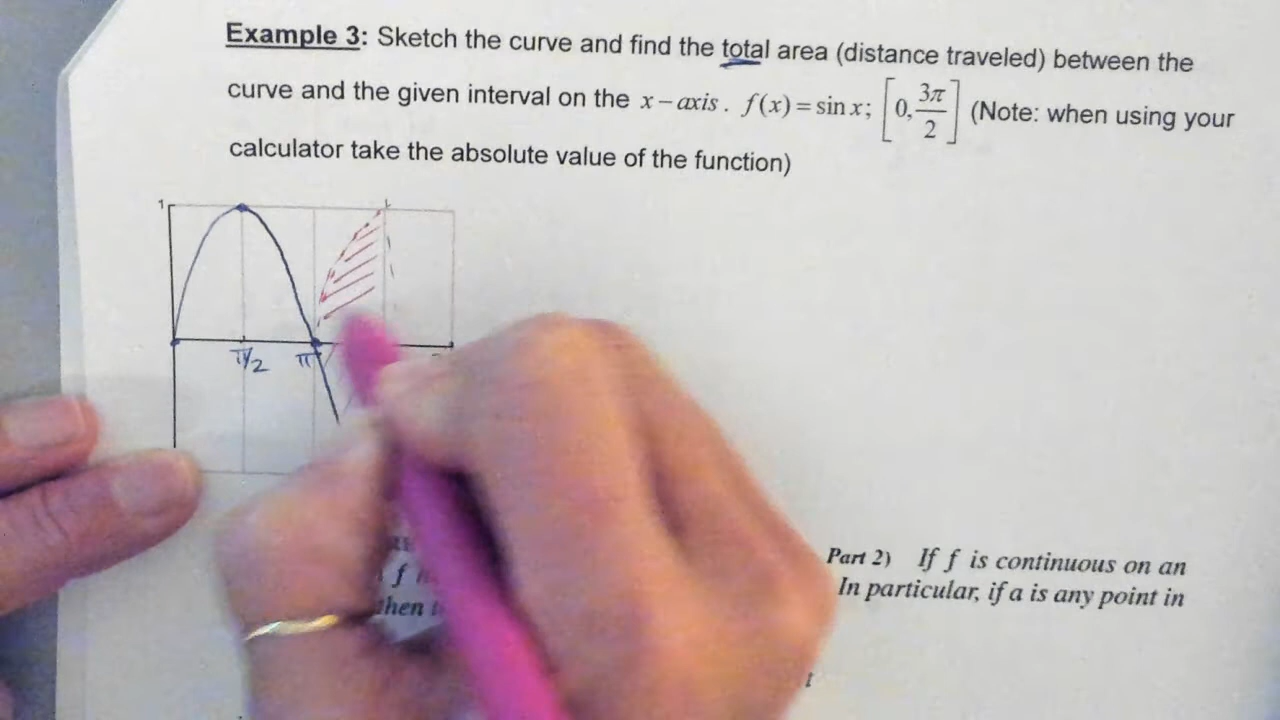 Example 3: Sketch the curve and find the total area (distance traveled) between the
curve and the given interval on the x – axis . f(x) = sin x; [0, 3π/2] (Note: when using your
calculator take the absolute value of the function)
1
π/2 π
Part 2) If f is continuous on an
f
then
In particular, if a is any point in